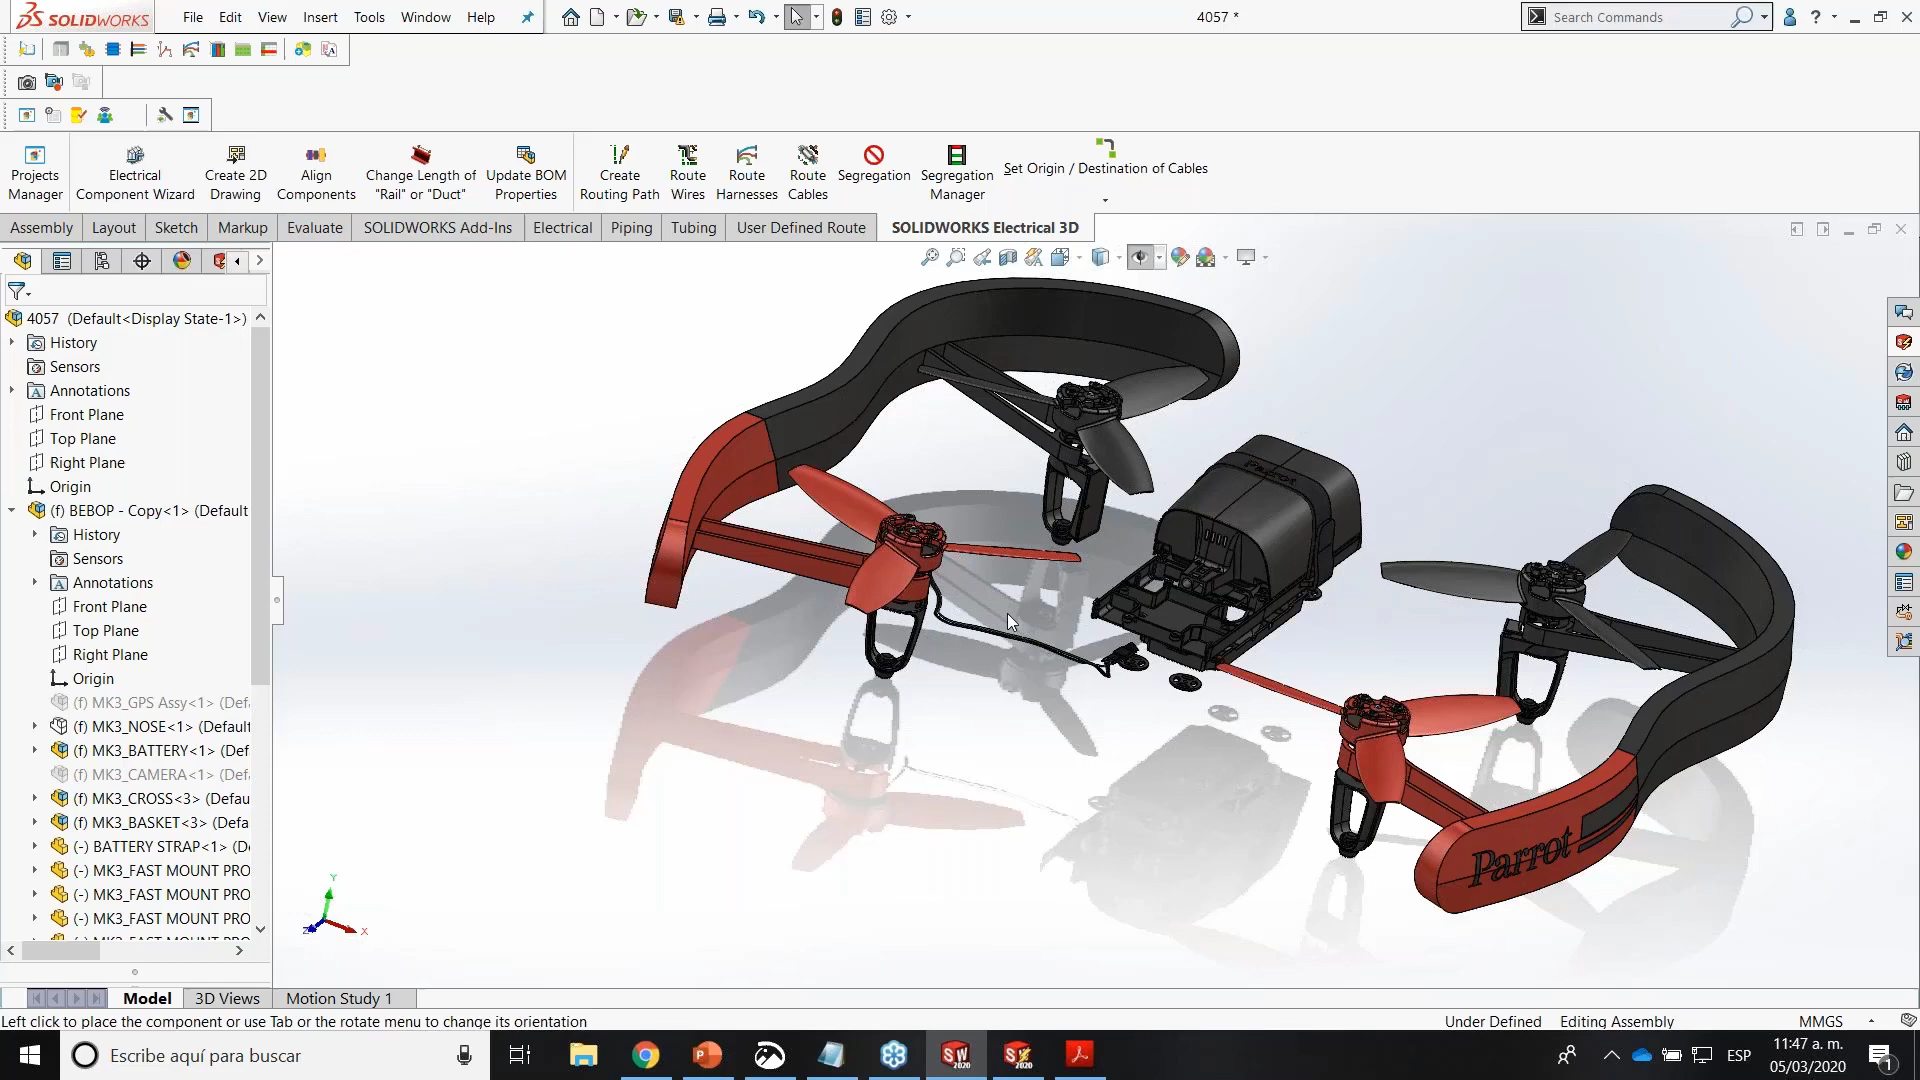 SOLIDWORKS File Edit View Insert Tools Window Help 4057 * Search Commands
Projects Manager
Electrical Component Wizard
Create 2D Drawing
Align Components
Change Length of "Rail" or "Duct"
Update BOM Properties
Create Routing Path
Route Wires
Route Harnesses
Route Cables
Segregation
Segregation Manager
Set Origin / Destination of Cables
Assembly Layout Sketch Markup Evaluate SOLIDWORKS Add-Ins Electrical Piping Tubing User Defined Route SOLIDWORKS Electrical 3D
4057 (Default<Display State-1>)
History
Sensors
Annotations
Front Plane
Top Plane
Right Plane
Origin
(f) BEBOP - Copy<1> (Default
History
Sensors
Annotations
Front Plane
Top Plane
Right Plane
Origin
(f) MK3_GPS Assy<1> (Def
(f) MK3_NOSE<1> (Default
(f) MK3_BATTERY<1> (Def
(f) MK3_CAMERA<1> (Def
(f) MK3_CROSS<3> (Defau
(f) MK3_BASKET<3> (Defa
(-) BATTERY STRAP<1> (D
(-) MK3_FAST MOUNT PRO
(-) MK3_FAST MOUNT PRO
(-) MK3_FAST MOUNT PRO
Parrot
Parrot
Y
Z
X
Model 3D Views Motion Study 1
Left click to place the component or use Tab or the rotate menu to change its orientation Under Defined Editing Assembly MMGS
Escribe aquí para buscar
SW 2020
2020
ESP
11:47 a. m.
05/03/2020
1